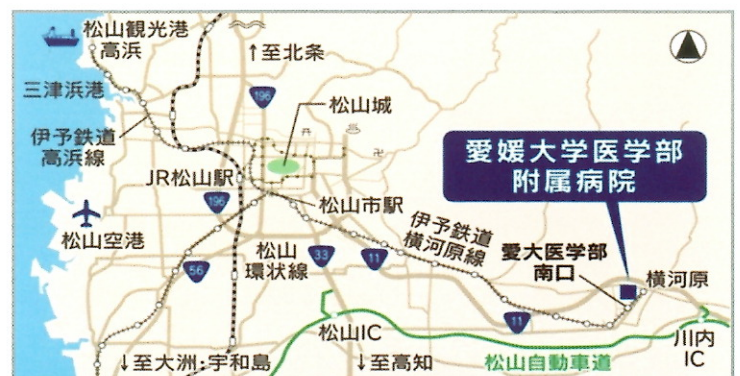 松山観光港
高浜
↑至北条
三津浜港
196
松山城
伊予鉄道
高浜線
愛媛大学医学部
附属病院
JR松山駅
196
松山市駅
伊予鉄道
横河原線
松山空港
愛大医学部
南口
松山
環状線
33
11
56
横河原
11
松山IC
川内
IC
↓至大洲・宇和島
↓至高知
松山自動車道